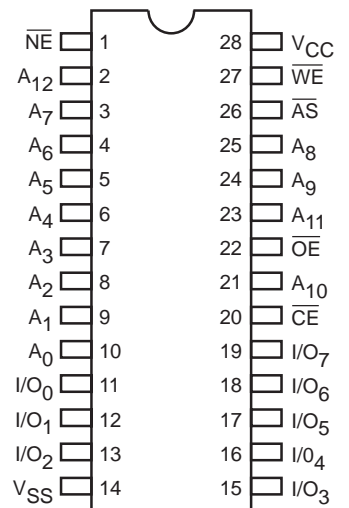 NE 1 28 VCC
A12 2 27 WE
A7 3 26 AS
A6 4 25 A8
A5 5 24 A9
A4 6 23 A11
A3 7 22 OE
A2 8 21 A10
A1 9 20 CE
A0 10 19 I/O7
I/O0 11 18 I/O6
I/O1 12 17 I/O5
I/O2 13 16 I/04
VSS 14 15 I/O3